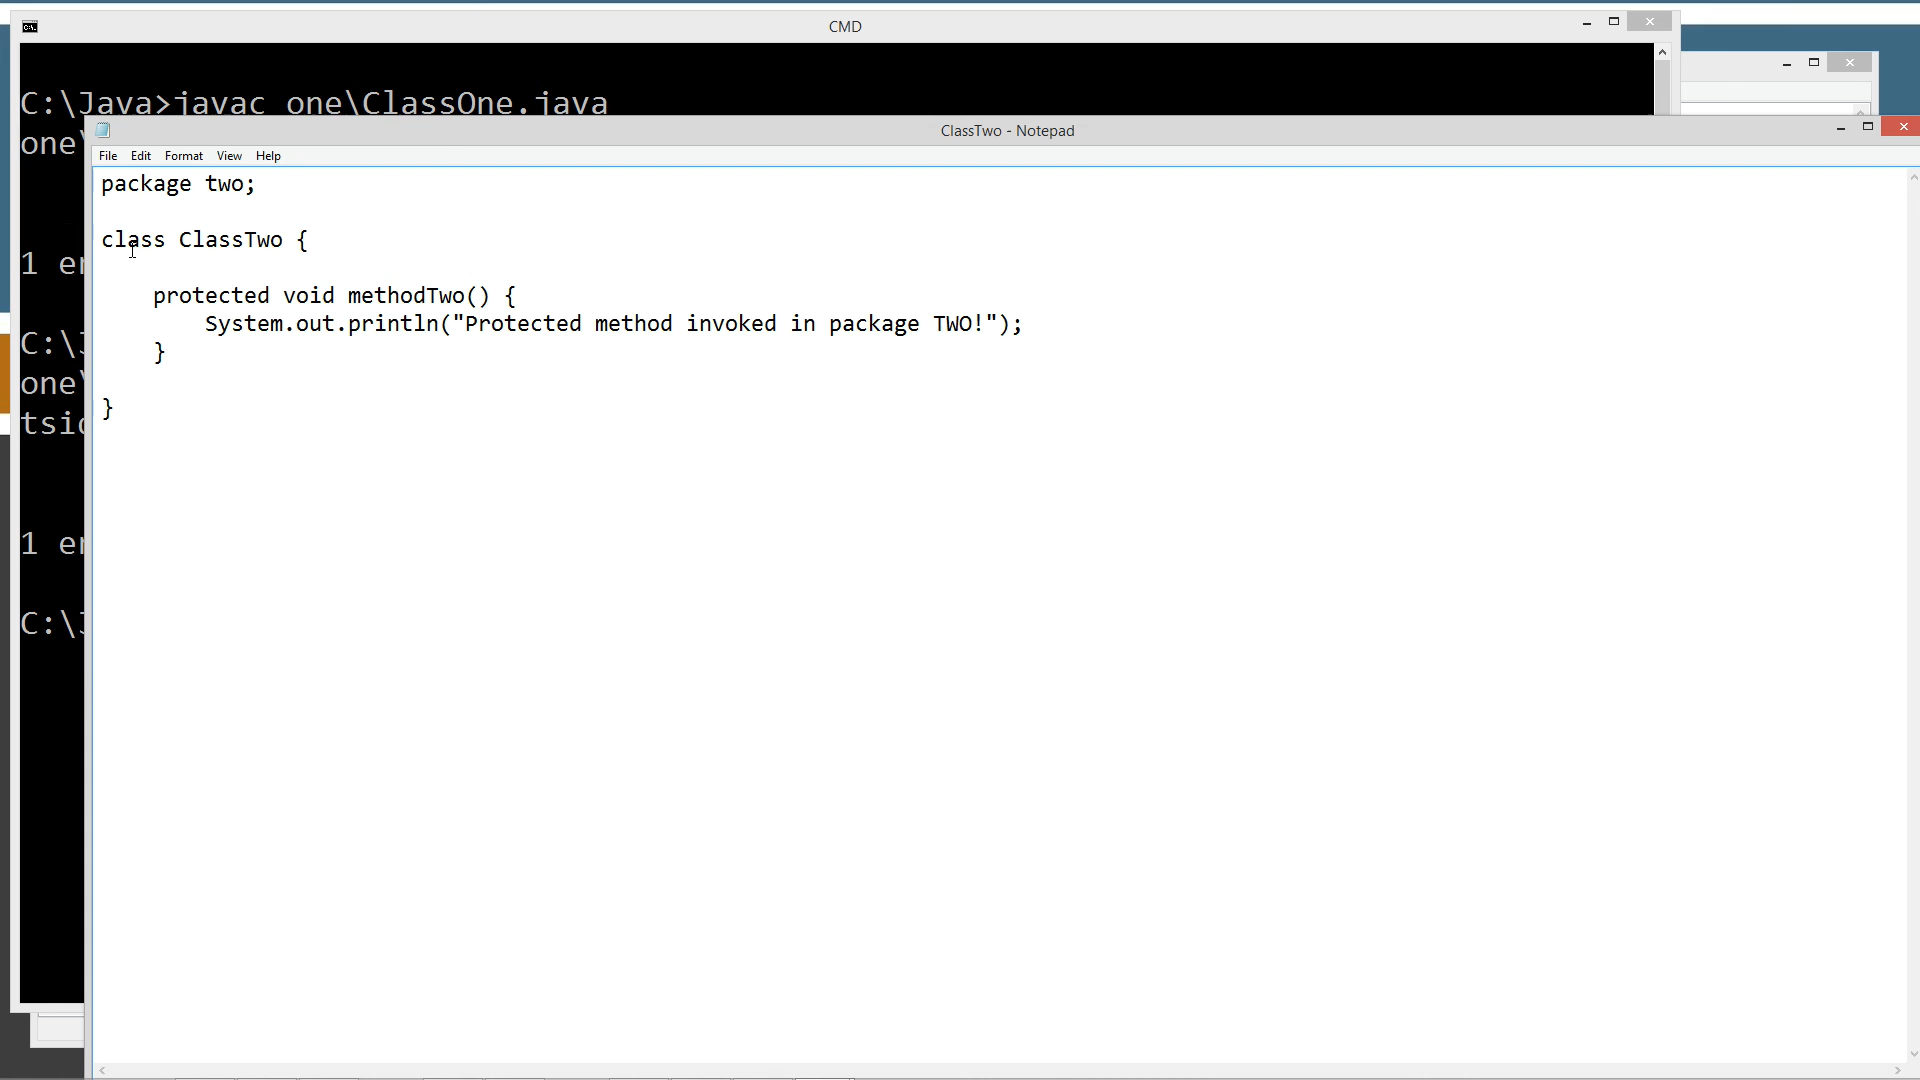 CMD
C:\Java>javac one\ClassOne.java
one\
1 er
C:\J
one\
tsid
1 er
C:\J
ClassTwo - Notepad
File Edit Format View Help
package two;
class ClassTwo {
protected void methodTwo() {
System.out.println("Protected method invoked in package TWO!");
}
}